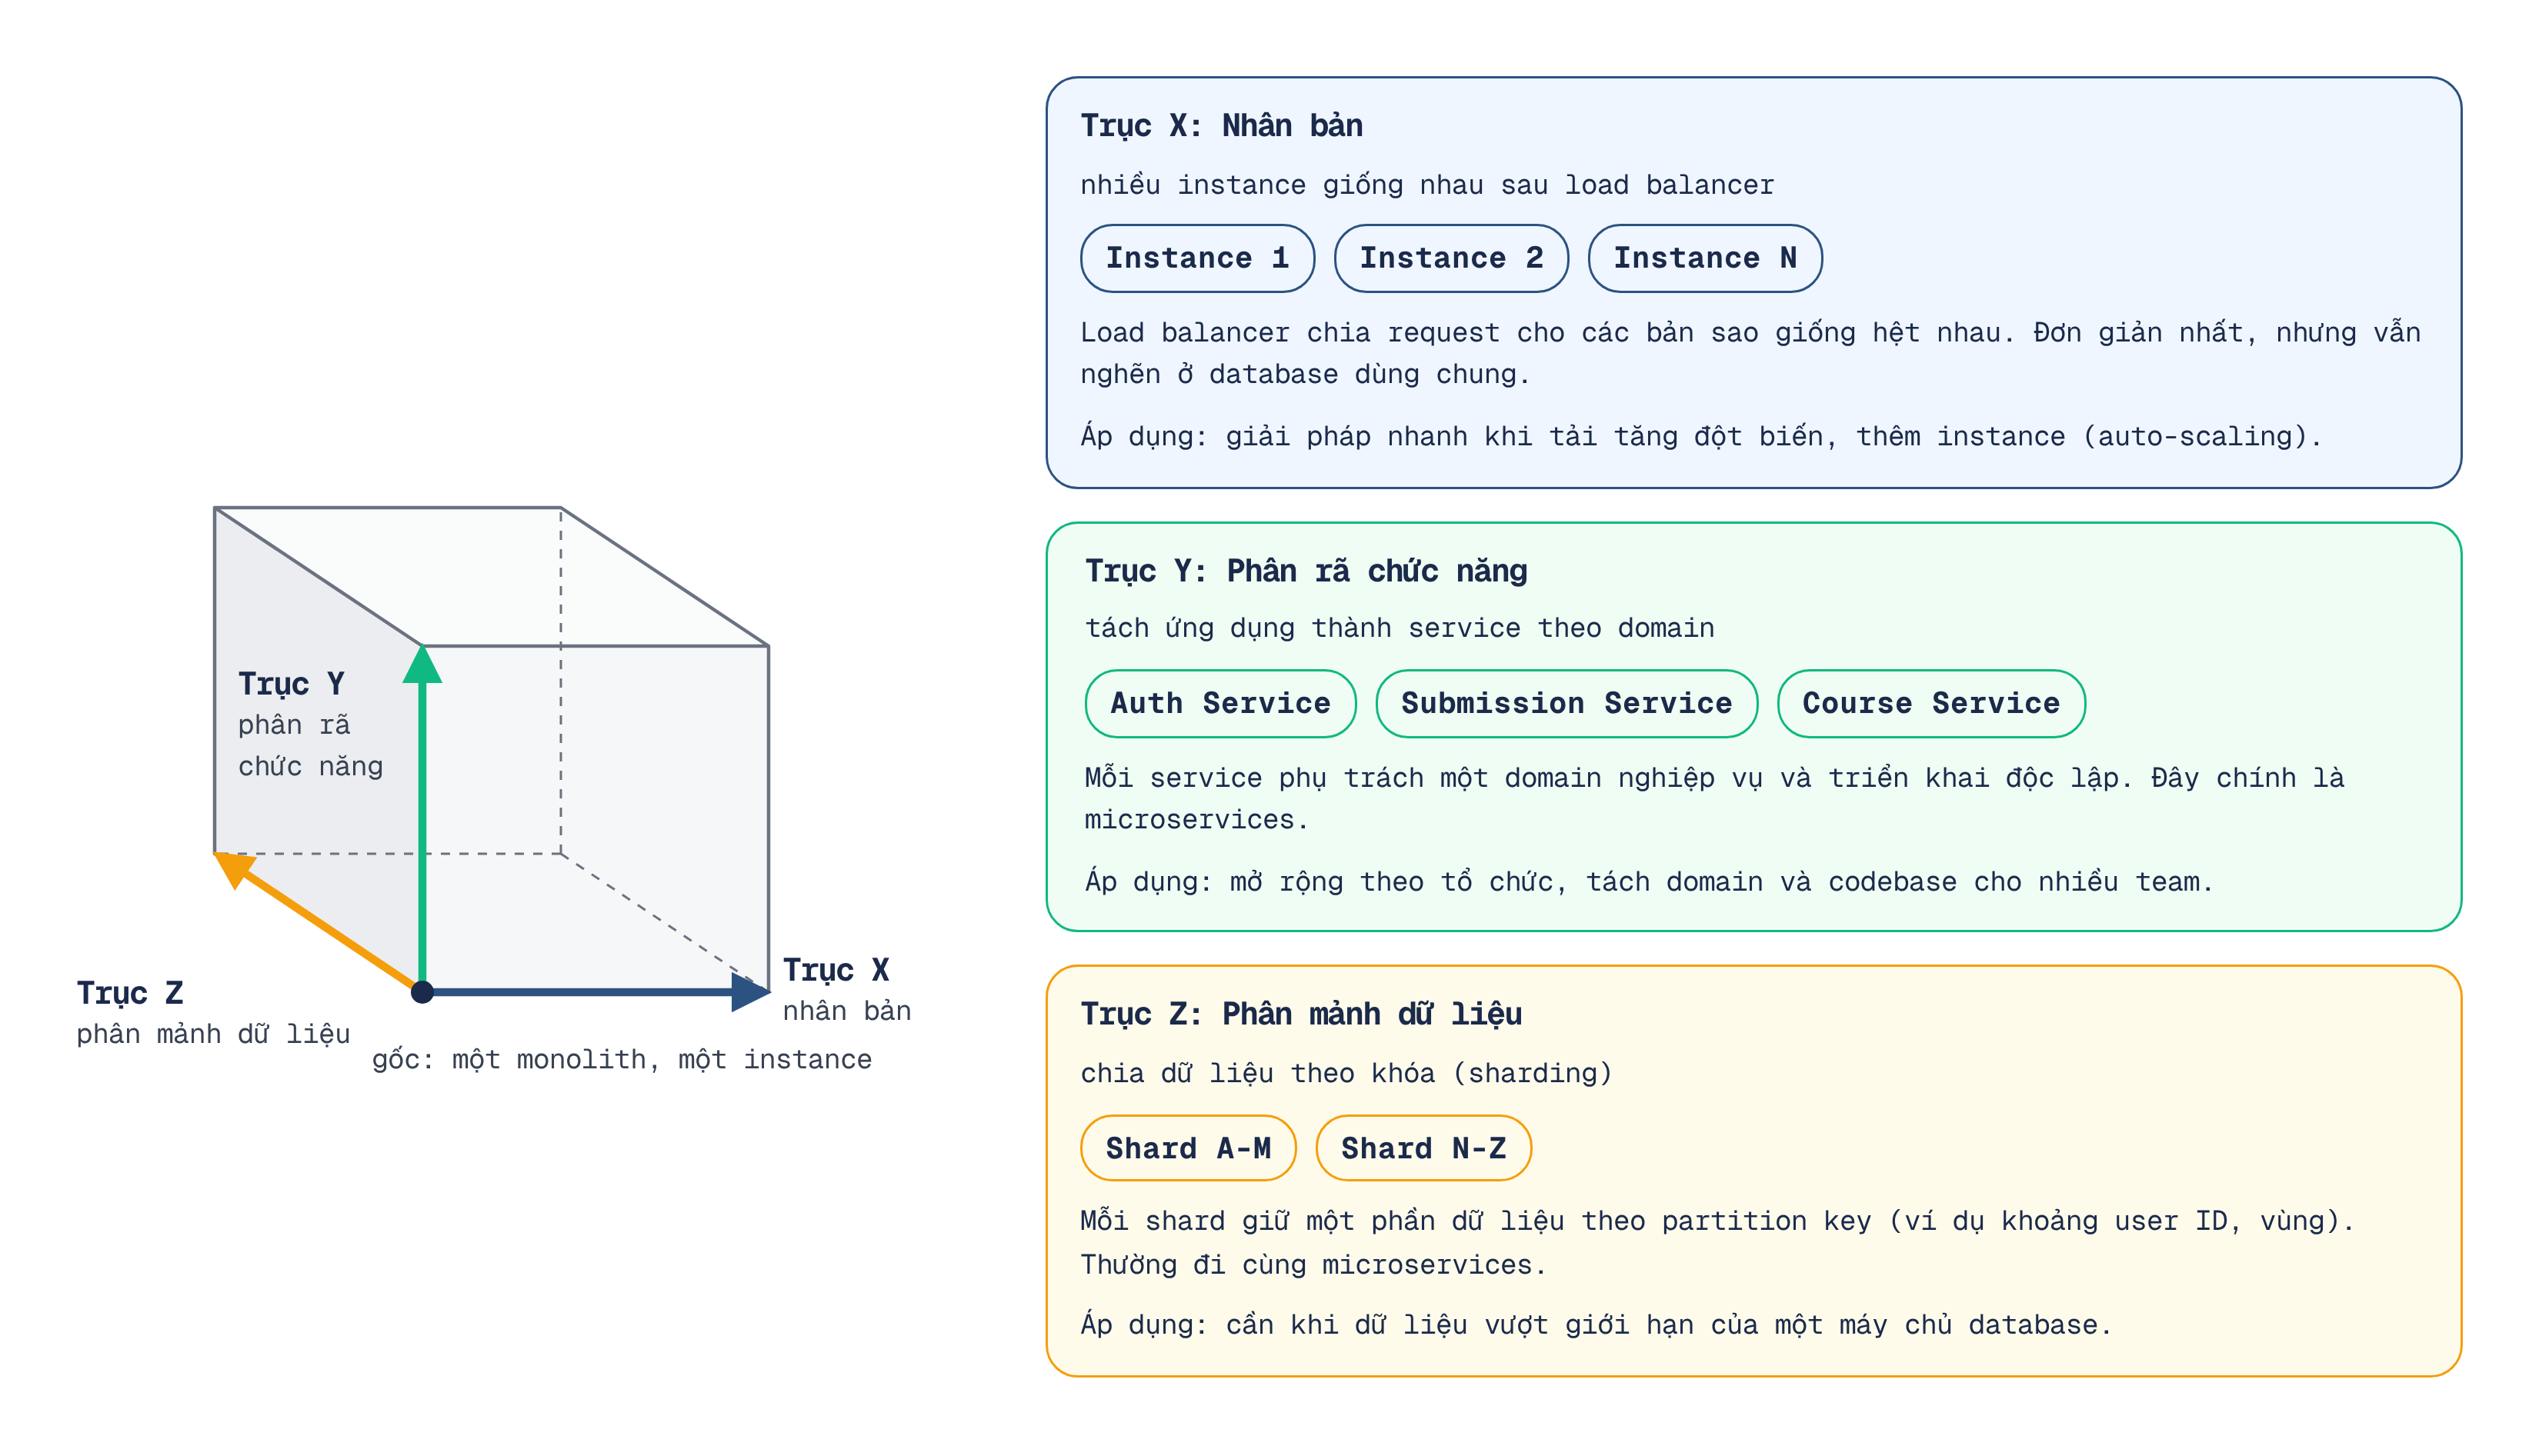 Trục Y
phân rã
chức năng
Trục Z
phân mảnh dữ liệu
Trục X
nhân bản
gốc: một monolith, một instance
Trục X: Nhân bản
nhiều instance giống nhau sau load balancer
Instance 1
Instance 2
Instance N
Load balancer chia request cho các bản sao giống hệt nhau. Đơn giản nhất, nhưng vẫn
nghẽn ở database dùng chung.
Áp dụng: giải pháp nhanh khi tải tăng đột biến, thêm instance (auto-scaling).
Trục Y: Phân rã chức năng
tách ứng dụng thành service theo domain
Auth Service
Submission Service
Course Service
Mỗi service phụ trách một domain nghiệp vụ và triển khai độc lập. Đây chính là
microservices.
Áp dụng: mở rộng theo tổ chức, tách domain và codebase cho nhiều team.
Trục Z: Phân mảnh dữ liệu
chia dữ liệu theo khóa (sharding)
Shard A-M
Shard N-Z
Mỗi shard giữ một phần dữ liệu theo partition key (ví dụ khoảng user ID, vùng).
Thường đi cùng microservices.
Áp dụng: cần khi dữ liệu vượt giới hạn của một máy chủ database.